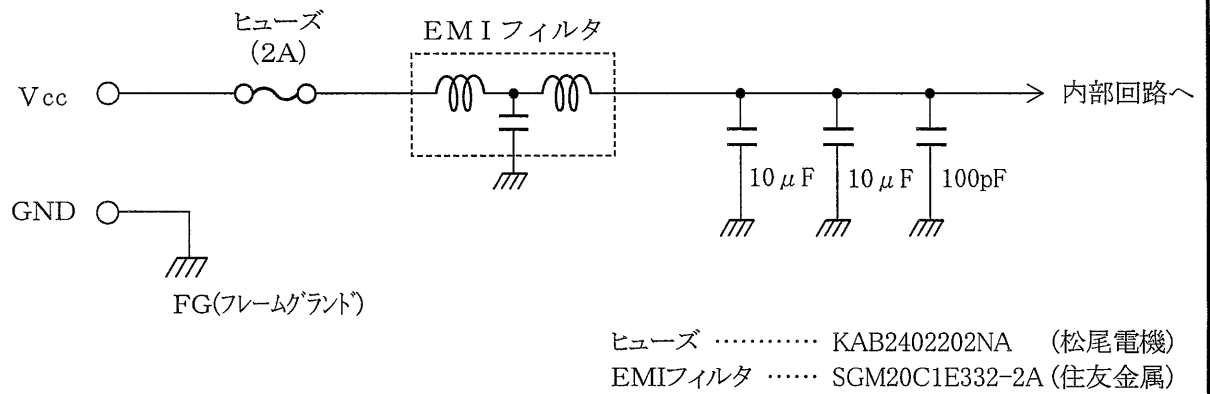 ヒューズ
(2A)
EMIフィルタ
Vcc
内部回路へ
10μF
10μF
100pF
GND
FG(フレームグランド)
ヒューズ ………… KAB2402202NA (松尾電機)
EMIフィルタ …… SGM20C1E332-2A (住友金属)